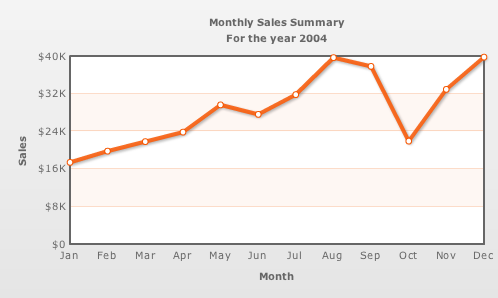 Monthly Sales Summary
For the year 2004
$40K
$32K
$24K
$16K
$8K
$0
Sales
Jan Feb Mar Apr May Jun Jul Aug Sep Oct Nov Dec
Month